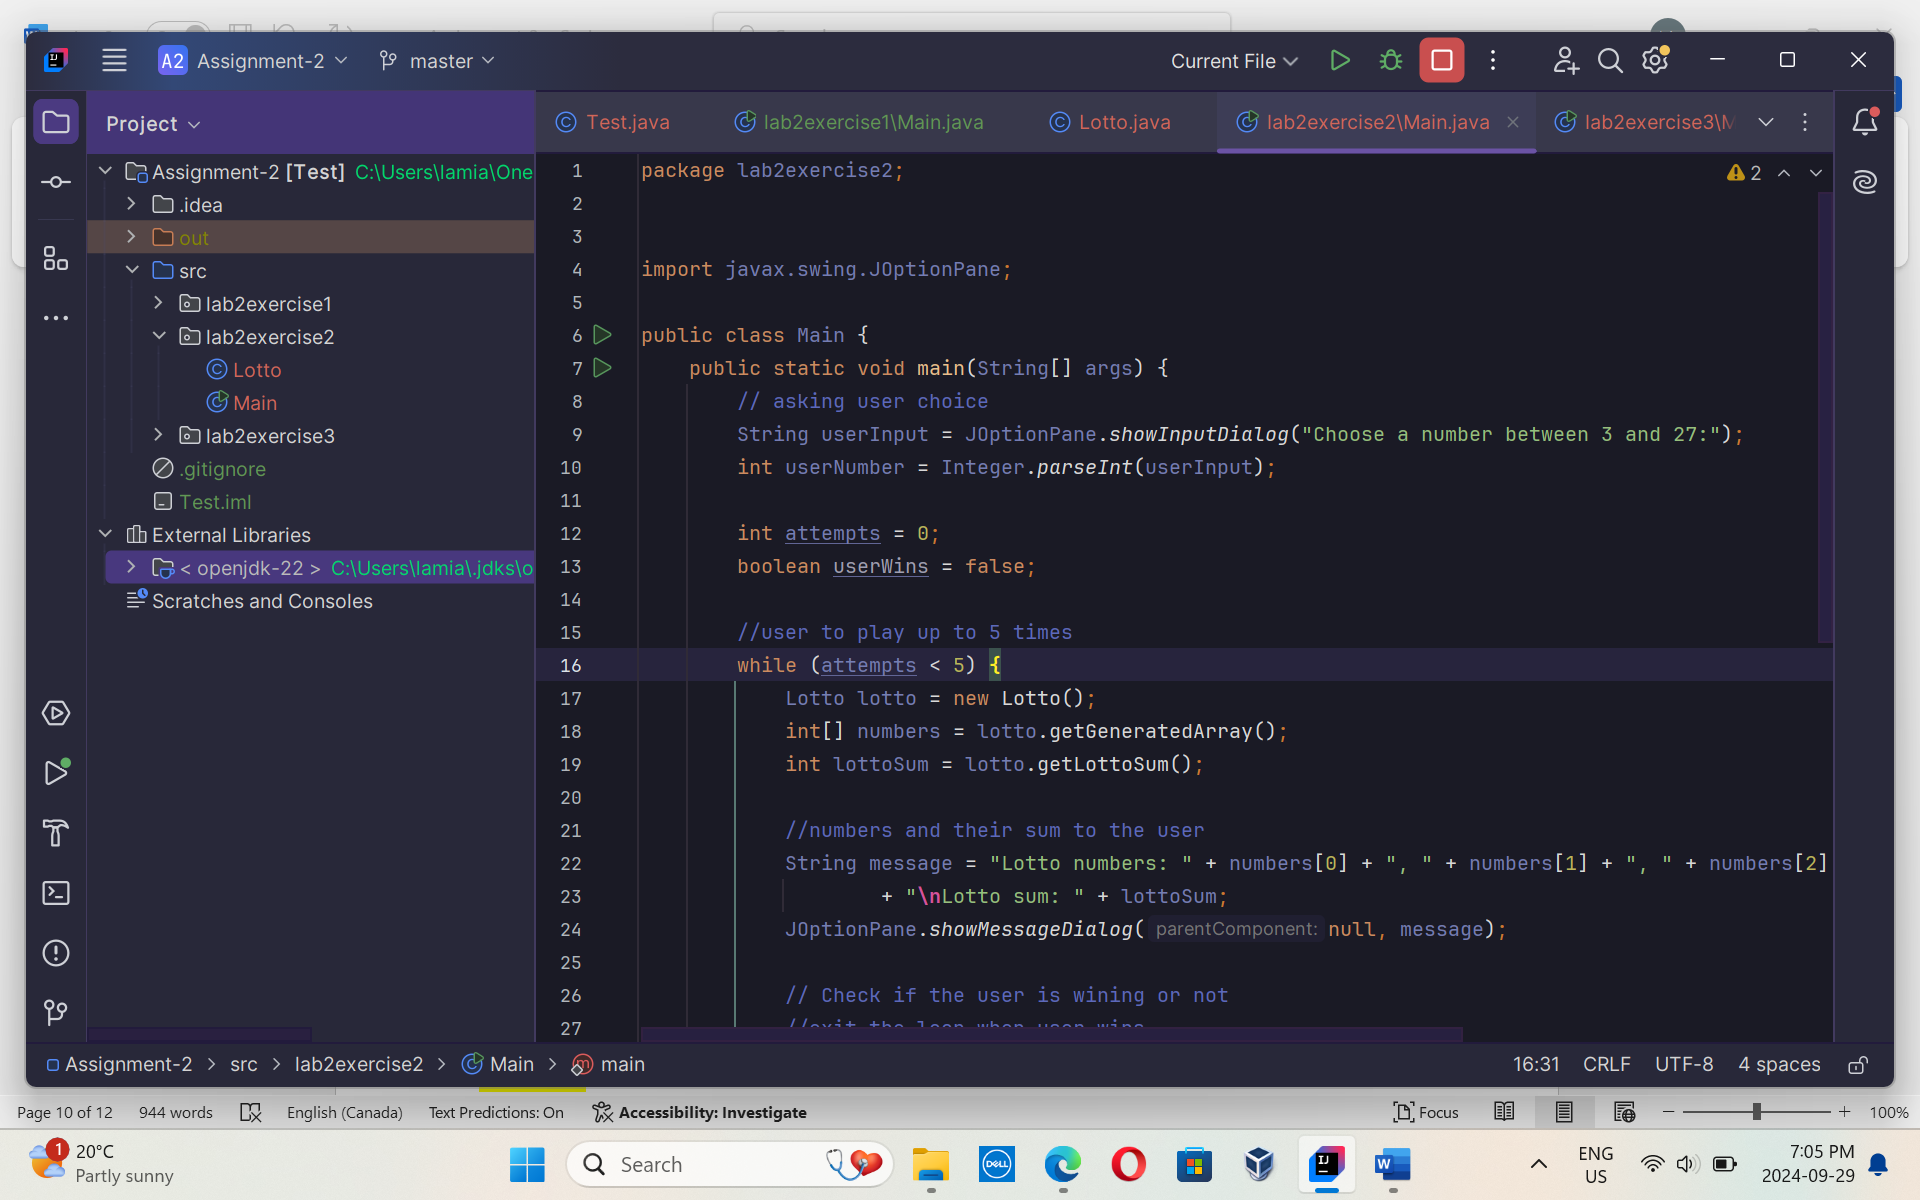 A2 Assignment-2 master Current File
Project
Test.java lab2exercise1\Main.java Lotto.java lab2exercise2\Main.java lab2exercise3\M
Assignment-2 [Test] C:\Users\lamia\One
.idea
out
src
lab2exercise1
lab2exercise2
Lotto
Main
lab2exercise3
.gitignore
Test.iml
External Libraries
< openjdk-22 > C:\Users\lamia\.jdks\o
Scratches and Consoles
2
1 package lab2exercise2;
2
3
4 import javax.swing.JOptionPane;
5
6 public class Main {
7 public static void main(String[] args) {
8 // asking user choice
9 String userInput = JOptionPane.showInputDialog("Choose a number between 3 and 27:");
10 int userNumber = Integer.parseInt(userInput);
11
12 int attempts = 0;
13 boolean userWins = false;
14
15 //user to play up to 5 times
16 while (attempts < 5) {
17 Lotto lotto = new Lotto();
18 int[] numbers = lotto.getGeneratedArray();
19 int lottoSum = lotto.getLottoSum();
20
21 //numbers and their sum to the user
22 String message = "Lotto numbers: " + numbers[0] + ", " + numbers[1] + ", " + numbers[2]
23 + "\nLotto sum: " + lottoSum;
24 JOptionPane.showMessageDialog( parentComponent: null, message);
25
26 // Check if the user is wining or not
27 //exit the loop when user wins
Assignment-2 > src > lab2exercise2 > Main > main 16:31 CRLF UTF-8 4 spaces
Page 10 of 12 944 words English (Canada) Text Predictions: On Accessibility: Investigate Focus 100%
1 20°C
Partly sunny
Search
DELL
W
ENG
US
7:05 PM
2024-09-29